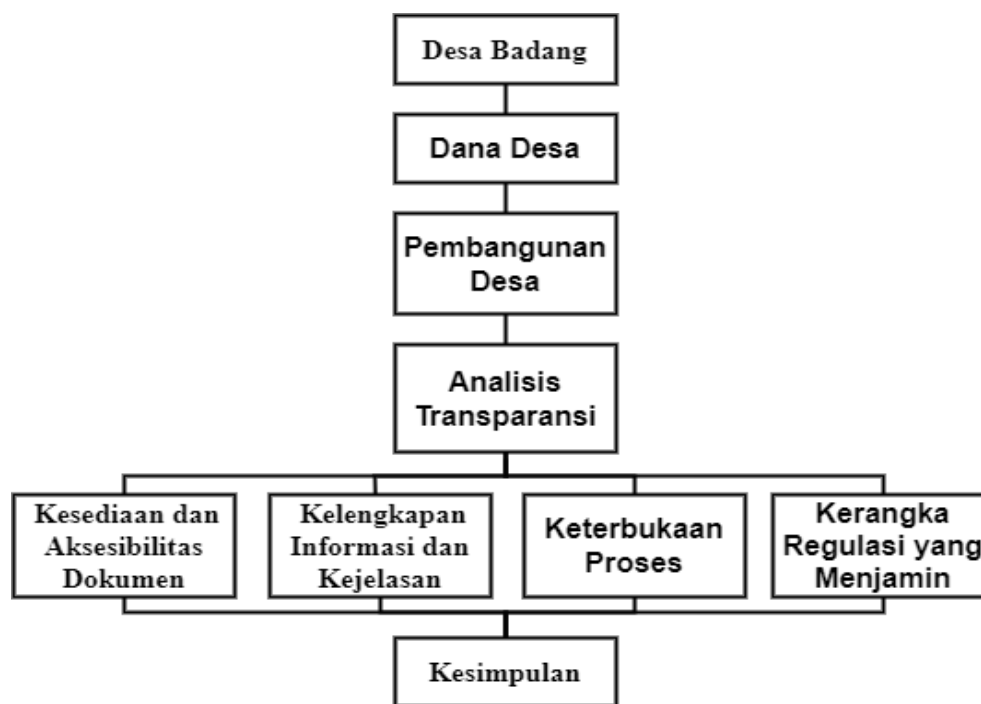 Desa Badang
Dana Desa
Pembangunan
Desa
Analisis
Transparansi
Kesediaan dan
Aksesibilitas
Dokumen
Kelengkapan
Informasi dan
Kejelasan
Keterbukaan
Proses
Kerangka
Regulasi yang
Menjamin
Kesimpulan